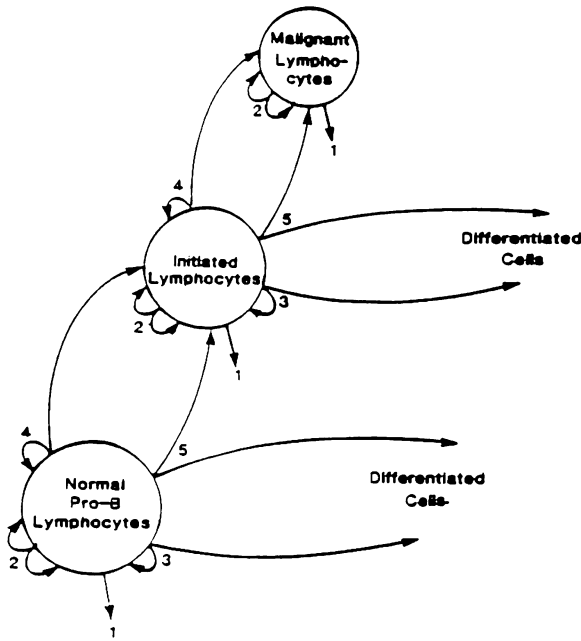 Malignant
Lympho-
cytes
2
1
4
5
Differentiated
Cells
Initiated
Lymphocytes
3
2
1
4
5
Differentiated
Cells
Normal
Pro-B
Lymphocytes
2
3
1